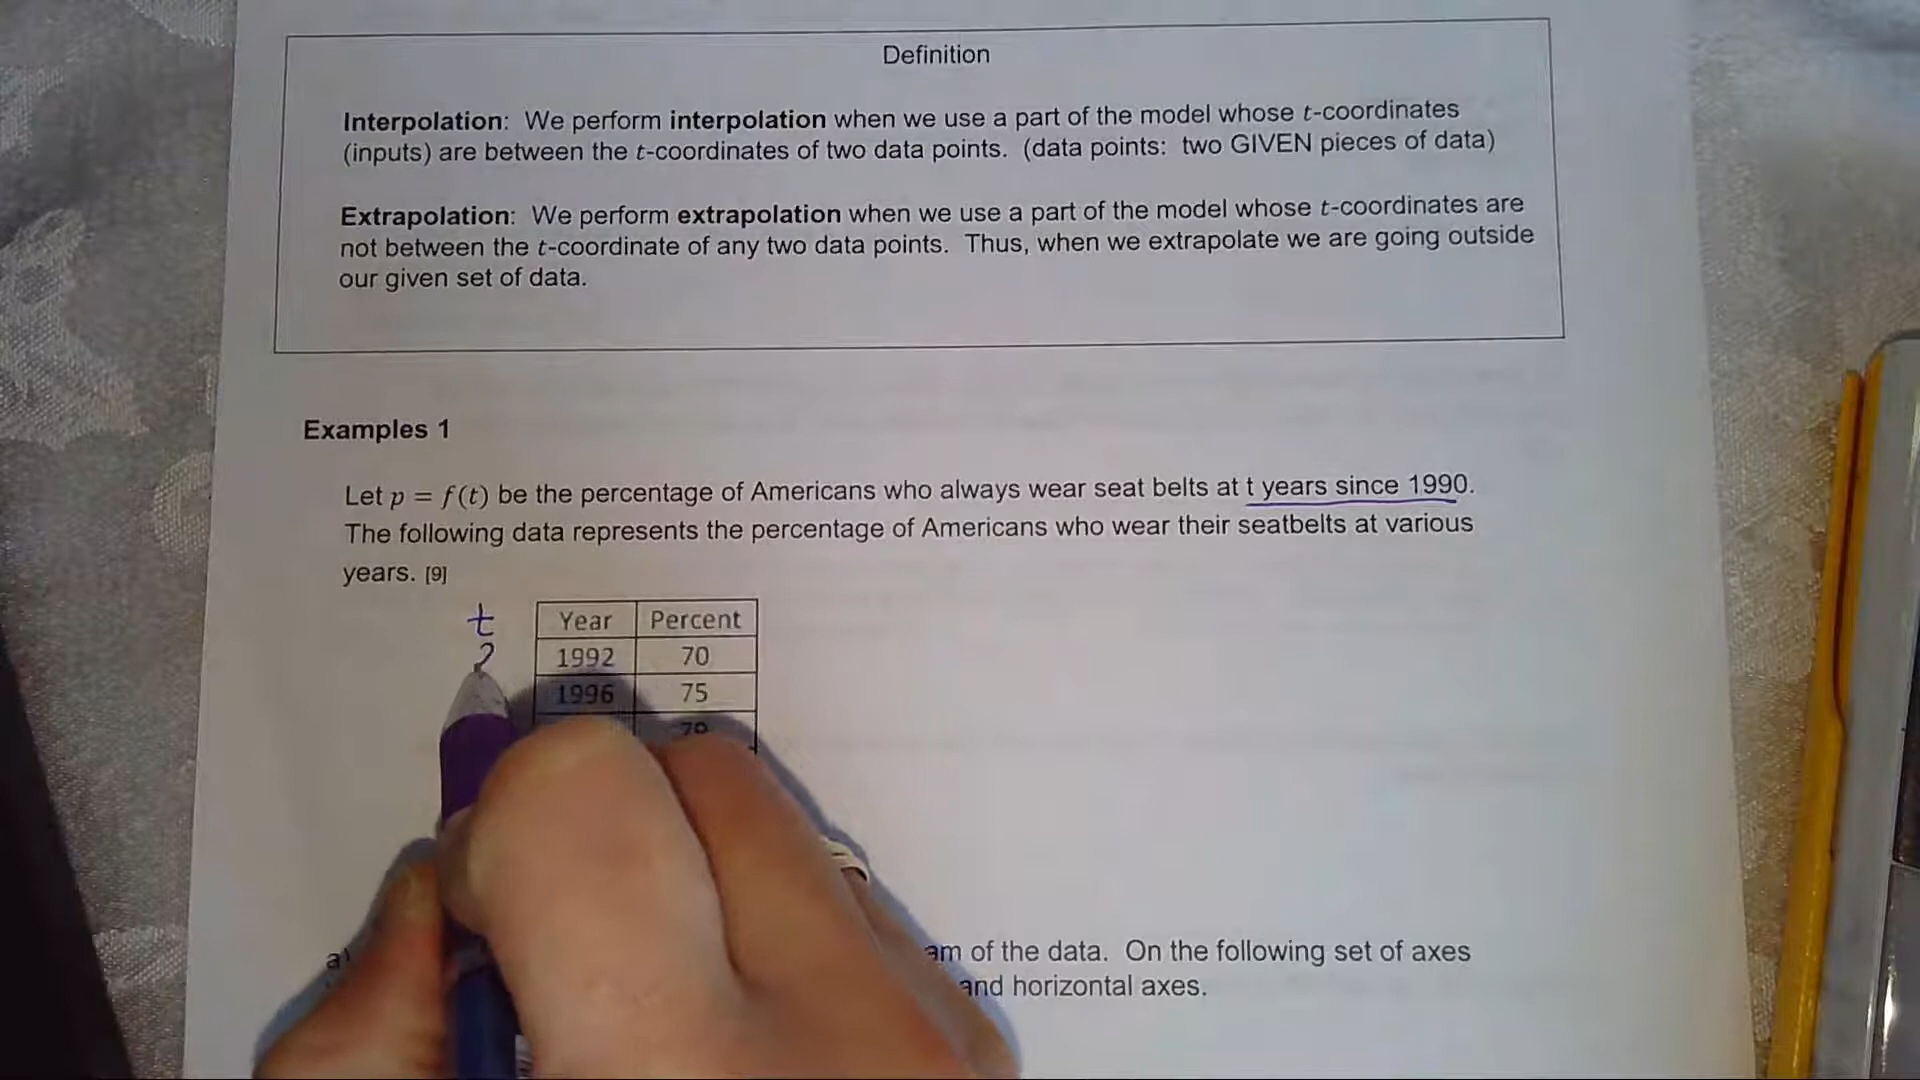 Definition
Interpolation: We perform interpolation when we use a part of the model whose t-coordinates
(inputs) are between the t-coordinates of two data points. (data points: two GIVEN pieces of data)
Extrapolation: We perform extrapolation when we use a part of the model whose t-coordinates are
not between the t-coordinate of any two data points. Thus, when we extrapolate we are going outside
our given set of data.
Examples 1
Let p = f(t) be the percentage of Americans who always wear seat belts at t years since 1990.
The following data represents the percentage of Americans who wear their seatbelts at various
years. [9]
t Year Percent
2 1992 70
1996 75
a) of the data. On the following set of axes
and horizontal axes.